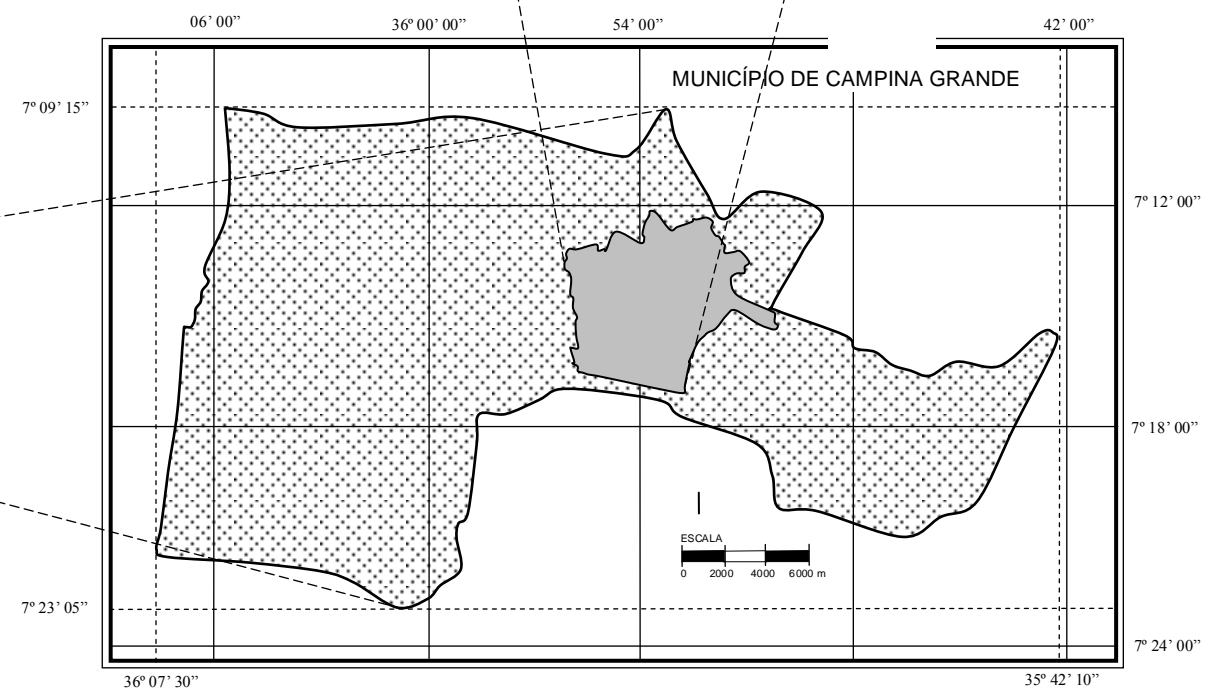 06’ 00”
36º 00’ 00”
54’ 00”
42’ 00”
MUNICÍPIO DE CAMPINA GRANDE
7º 09’ 15”
7º 12’ 00”
7º 18’ 00”
ESCALA
0 2000 4000 6000 m
7º 23’ 05”
7º 24’ 00”
36º 07’ 30”
35º 42’ 10”